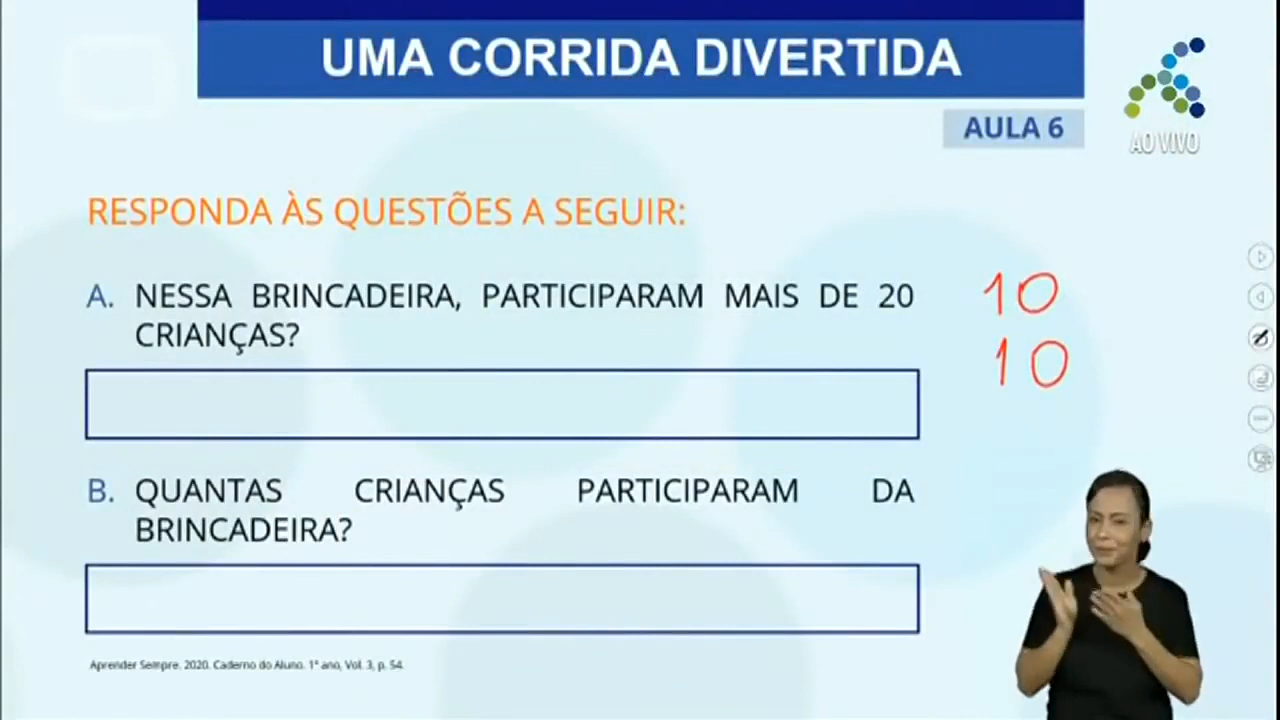 UMA CORRIDA DIVERTIDA
AULA 6
AO VIVO
RESPONDA ÀS QUESTÕES A SEGUIR:
A. NESSA BRINCADEIRA, PARTICIPARAM MAIS DE 20
CRIANÇAS?
10
10
B. QUANTAS CRIANÇAS PARTICIPARAM DA
BRINCADEIRA?
Aprender Sempre. 2020. Caderno do Aluno. 1º ano, Vol. 3, p. 54.